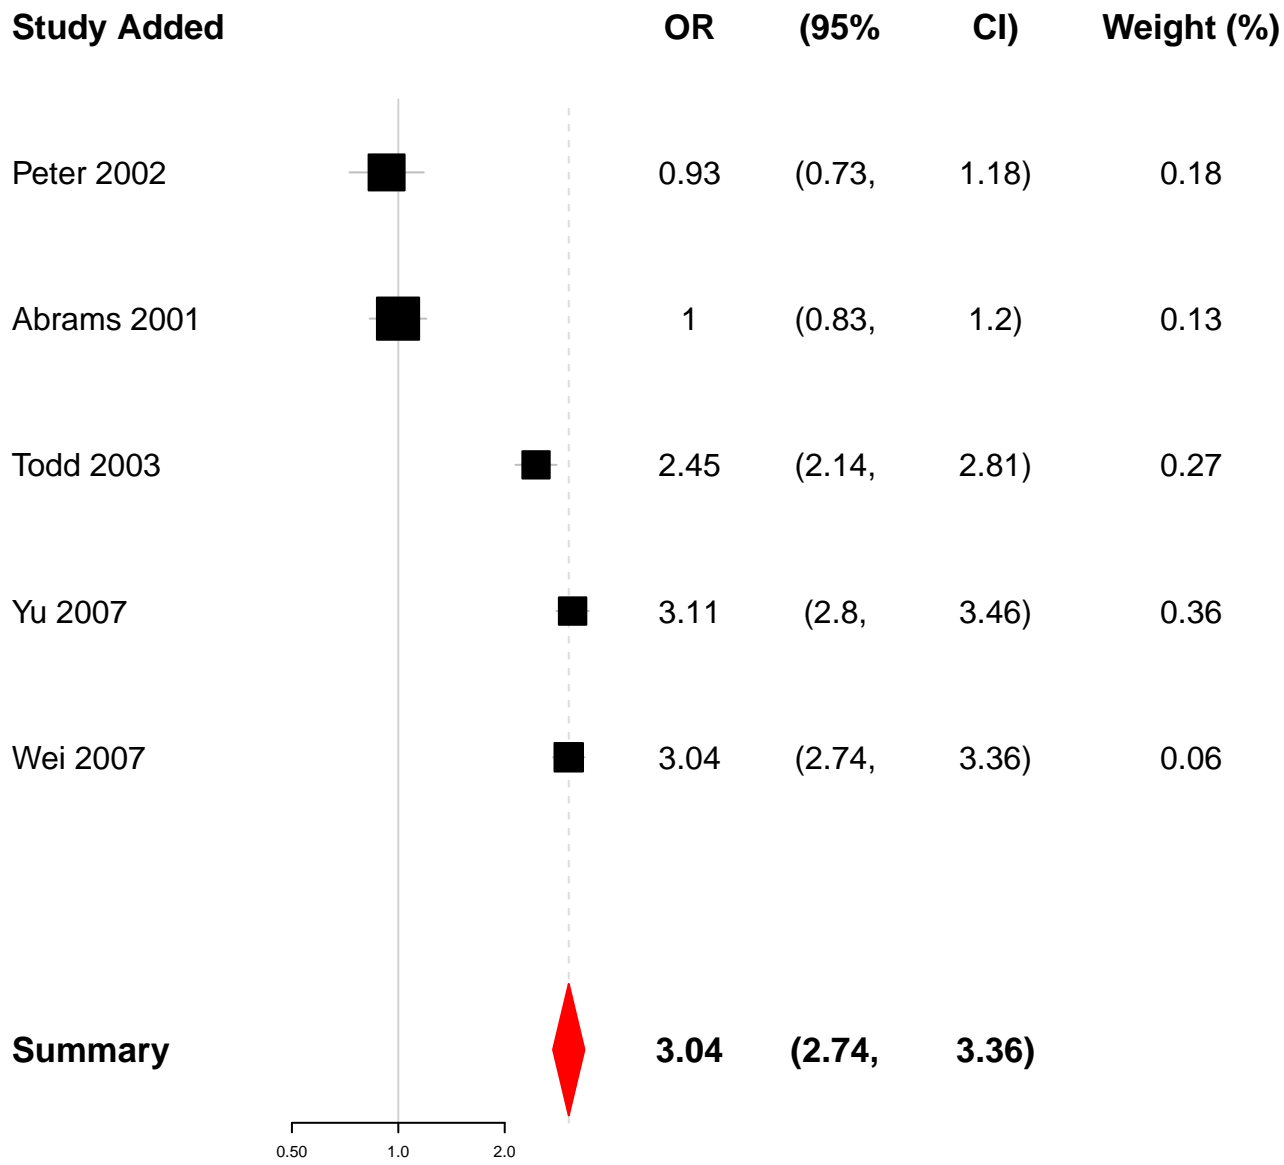 Study Added OR (95% CI) Weight (%)
Peter 2002 0.93 (0.73, 1.18) 0.18
Abrams 2001 1 (0.83, 1.2) 0.13
Todd 2003 2.45 (2.14, 2.81) 0.27
Yu 2007 3.11 (2.8, 3.46) 0.36
Wei 2007 3.04 (2.74, 3.36) 0.06
Summary 3.04 (2.74, 3.36)
0.50 1.0 2.0